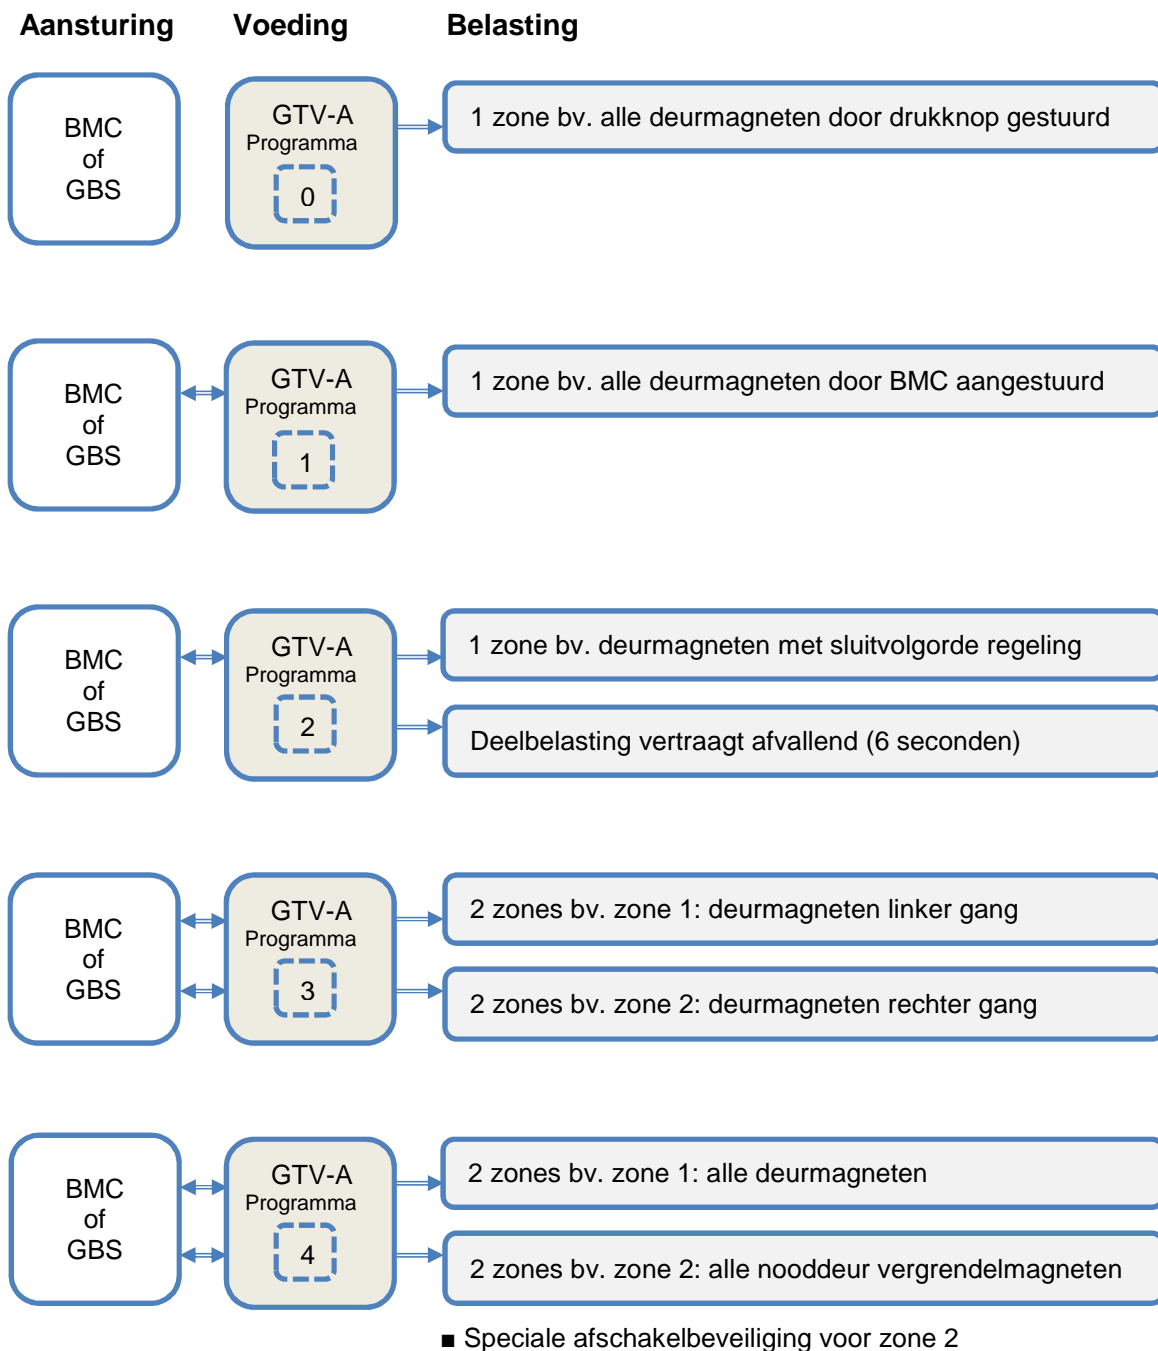 Aansturing Voeding Belasting
BMC
of
GBS
GTV-A
Programma
0
1 zone bv. alle deurmagneten door drukknop gestuurd
BMC
of
GBS
GTV-A
Programma
1
1 zone bv. alle deurmagneten door BMC aangestuurd
BMC
of
GBS
GTV-A
Programma
2
1 zone bv. deurmagneten met sluitvolgorde regeling
Deelbelasting vertraagt afvallend (6 seconden)
BMC
of
GBS
GTV-A
Programma
3
2 zones bv. zone 1: deurmagneten linker gang
2 zones bv. zone 2: deurmagneten rechter gang
BMC
of
GBS
GTV-A
Programma
4
2 zones bv. zone 1: alle deurmagneten
2 zones bv. zone 2: alle nooddeur vergrendelmagneten
■ Speciale afschakelbeveiliging voor zone 2